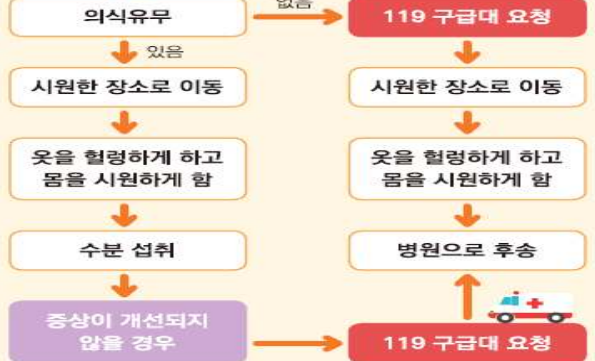 의식유무
없음
119 구급대 요청
있음
시원한 장소로 이동
시원한 장소로 이동
옷을 헐렁하게 하고
몸을 시원하게 함
옷을 헐렁하게 하고
몸을 시원하게 함
수분 섭취
병원으로 후송
증상이 개선되지
않을 경우
119 구급대 요청